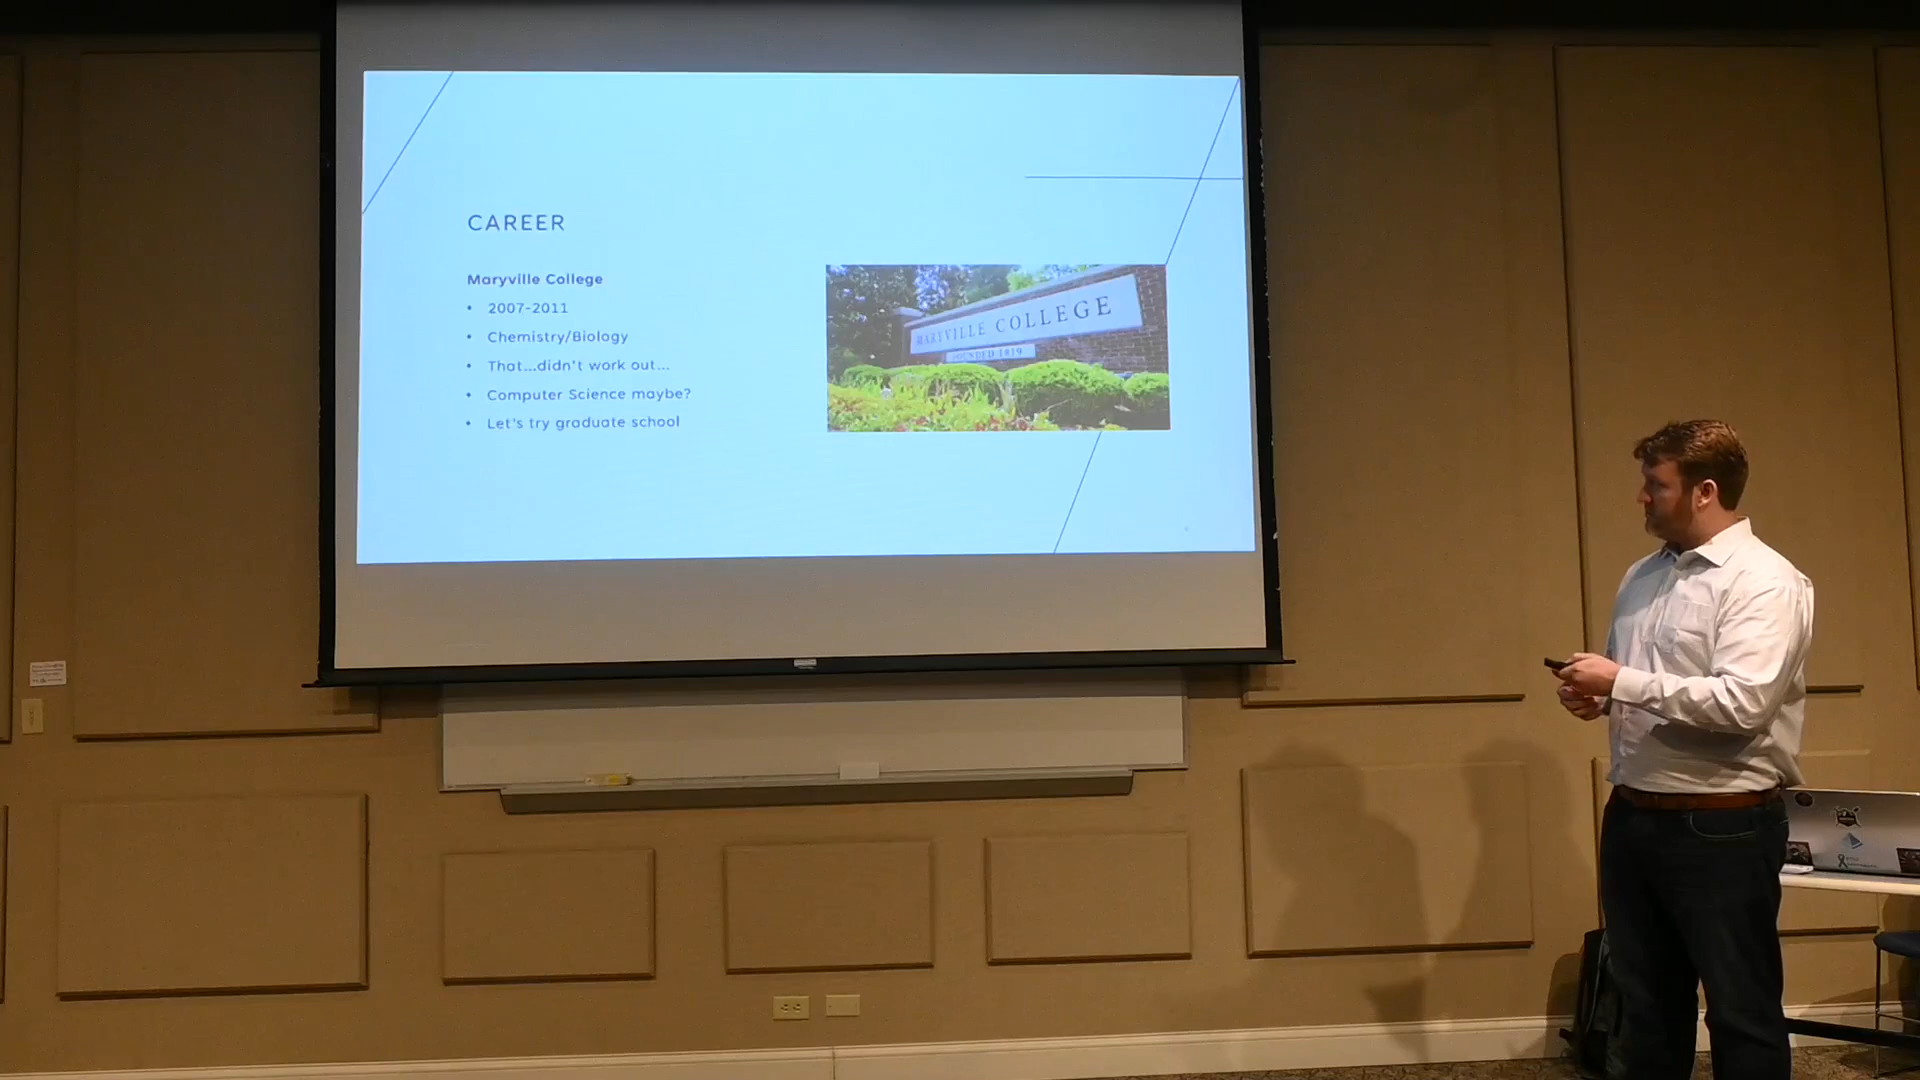 CAREER
Maryville College
• 2007-2011
• Chemistry/Biology
• That...didn't work out...
• Computer Science maybe?
• Let's try graduate school
MARYVILLE COLLEGE
FOUNDED 1819